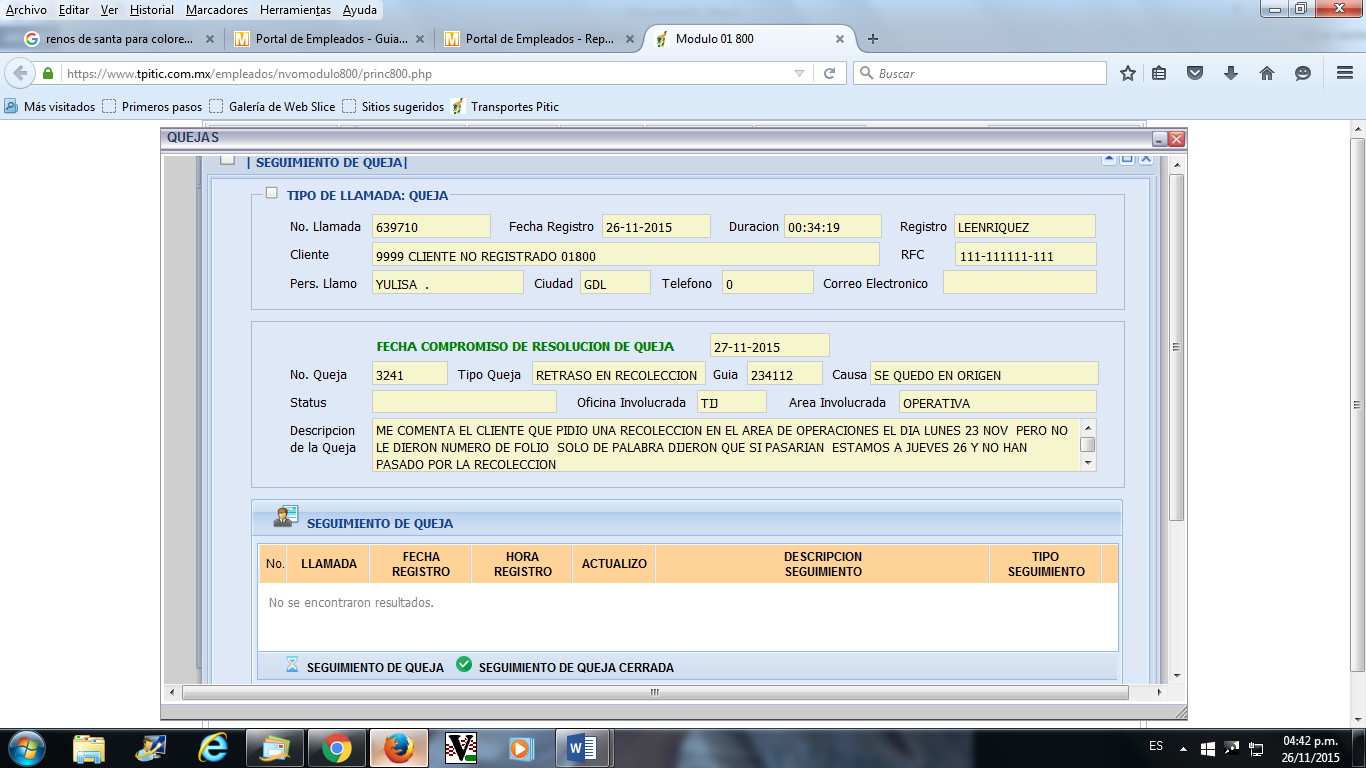 Archivo Editar Ver Historial Marcadores Herramientas Ayuda
renos de santa para colore... Portal de Empleados - Guia... Portal de Empleados - Rep... Modulo 01 800
https://www.tpitic.com.mx/empleados/nvomodulo800/princ800.php Buscar
Más visitados Primeros pasos Galería de Web Slice Sitios sugeridos Transportes Pitic
QUEJAS
| SEGUIMIENTO DE QUEJA|
TIPO DE LLAMADA: QUEJA
No. Llamada 639710 Fecha Registro 26-11-2015 Duracion 00:34:19 Registro LEENRIQUEZ
Cliente 9999 CLIENTE NO REGISTRADO 01800 RFC 111-111111-111
Pers. Llamo YULISA . Ciudad GDL Telefono 0 Correo Electronico
FECHA COMPROMISO DE RESOLUCION DE QUEJA 27-11-2015
No. Queja 3241 Tipo Queja RETRASO EN RECOLECCION Guia 234112 Causa SE QUEDO EN ORIGEN
Status Oficina Involucrada TIJ Area Involucrada OPERATIVA
Descripcion de la Queja
ME COMENTA EL CLIENTE QUE PIDIO UNA RECOLECCION EN EL AREA DE OPERACIONES EL DIA LUNES 23 NOV PERO NO
LE DIERON NUMERO DE FOLIO SOLO DE PALABRA DIJERON QUE SI PASARIAN ESTAMOS A JUEVES 26 Y NO HAN
PASADO POR LA RECOLECCION
SEGUIMIENTO DE QUEJA
No. LLAMADA FECHA REGISTRO HORA REGISTRO ACTUALIZO DESCRIPCION SEGUIMIENTO TIPO SEGUIMIENTO
No se encontraron resultados.
SEGUIMIENTO DE QUEJA SEGUIMIENTO DE QUEJA CERRADA
ES 04:42 p.m.
26/11/2015